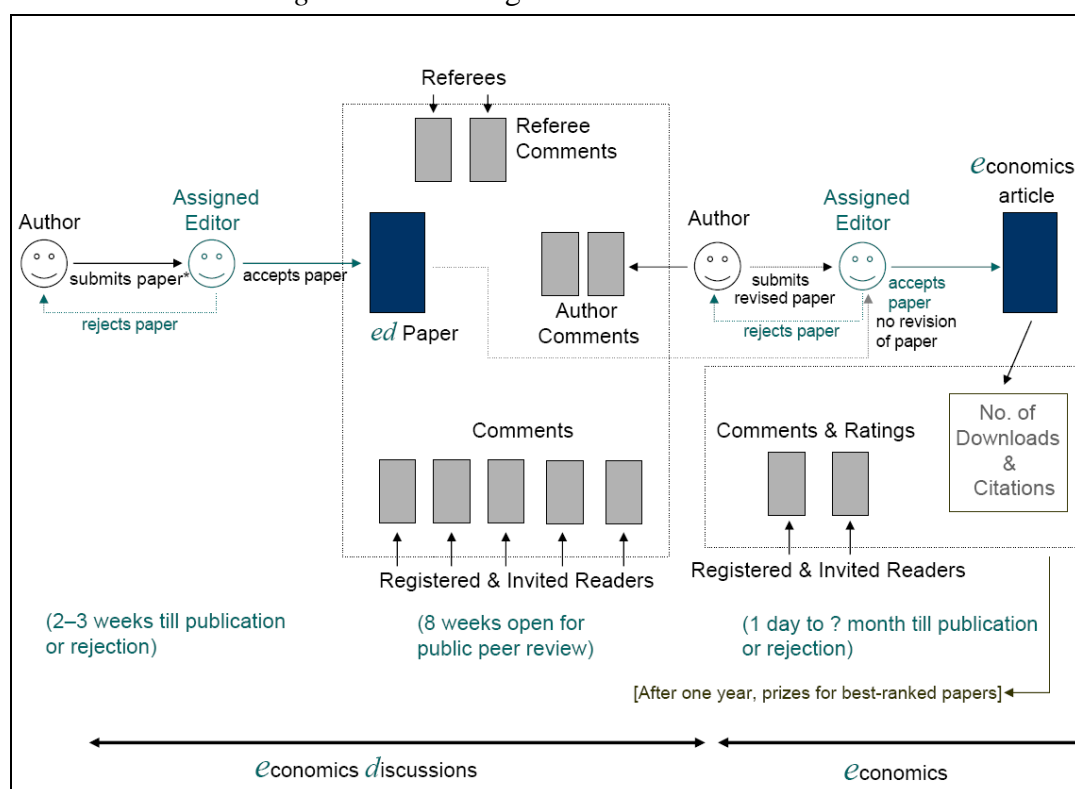 Referees
Referee
Comments
economics
article
Assigned
Editor
Author
submits paper*
accepts paper
rejects paper
ed Paper
Author
Comments
Author
Assigned
Editor
submits
revised paper
rejects paper
accepts
paper
no revision
of paper
Comments
Registered & Invited Readers
Comments & Ratings
Registered & Invited Readers
No. of
Downloads
&
Citations
(2–3 weeks till publication
or rejection)
(8 weeks open for
public peer review)
(1 day to ? month till publication
or rejection)
[After one year, prizes for best-ranked papers]
economics discussions
economics